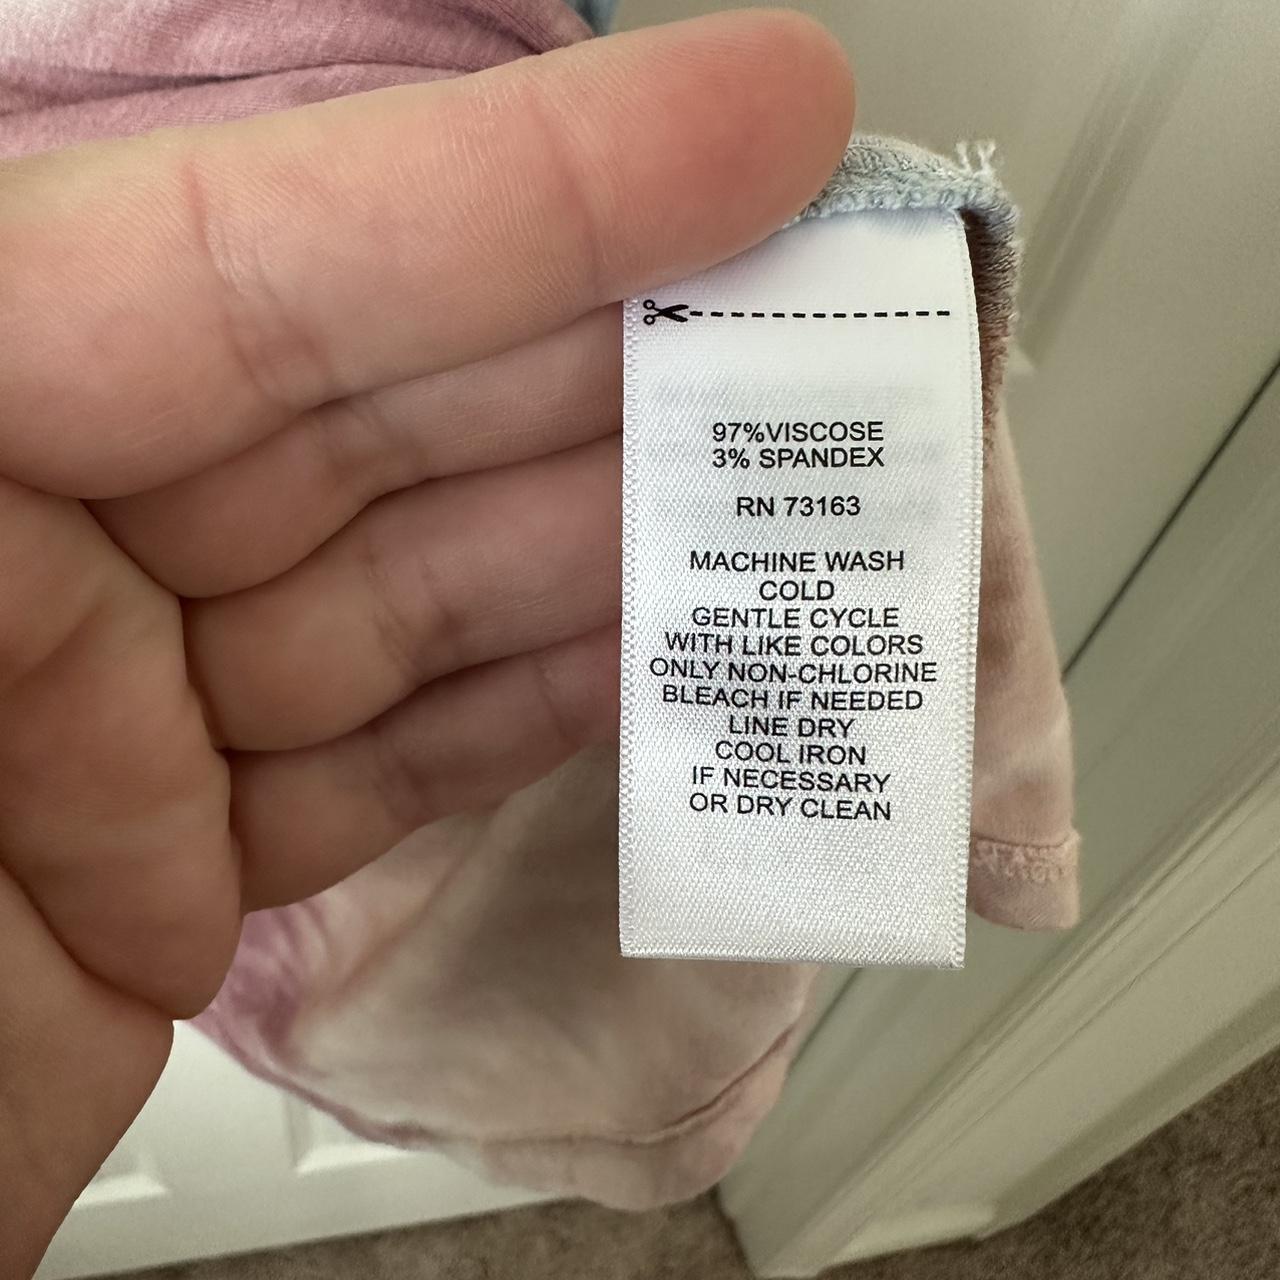 97%VISCOSE
3% SPANDEX
RN 73163
MACHINE WASH
COLD
GENTLE CYCLE
WITH LIKE COLORS
ONLY NON-CHLORINE
BLEACH IF NEEDED
LINE DRY
COOL IRON
IF NECESSARY
OR DRY CLEAN